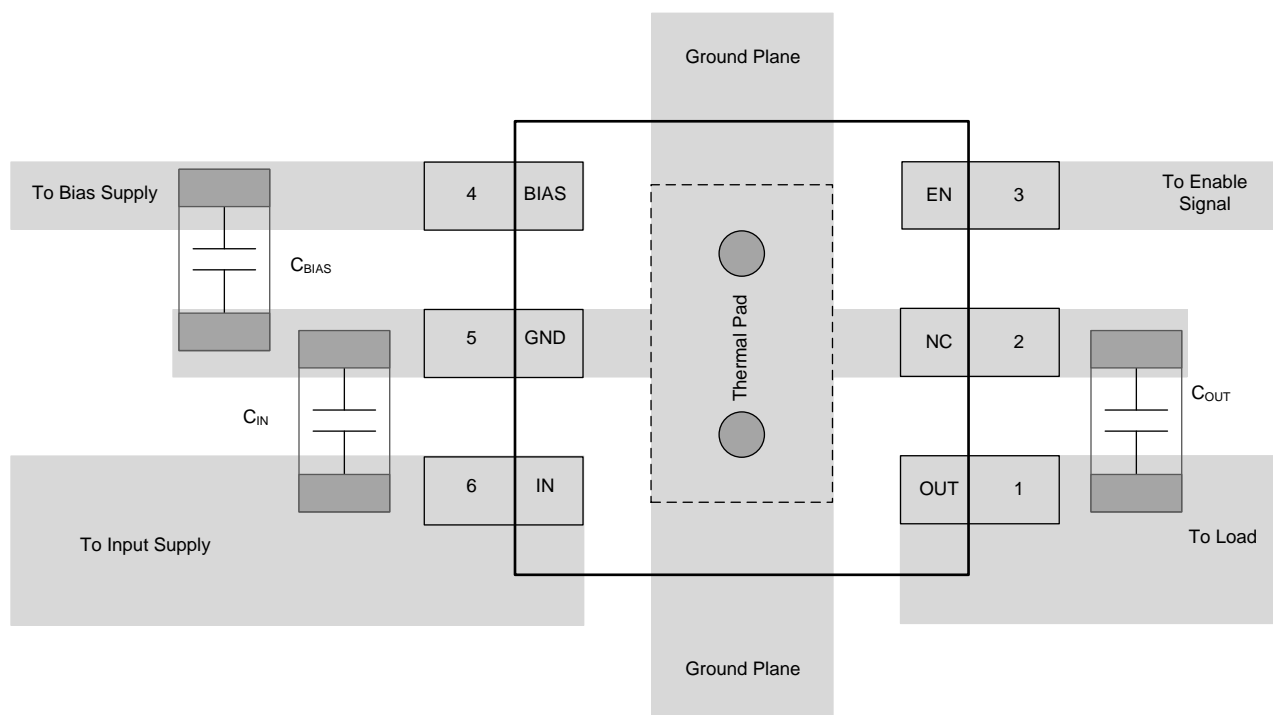 Ground Plane
To Bias Supply
4
BIAS
EN
3
To Enable
Signal
CBIAS
5
GND
Thermal Pad
NC
2
CIN
COUT
6
IN
OUT
1
To Input Supply
To Load
Ground Plane